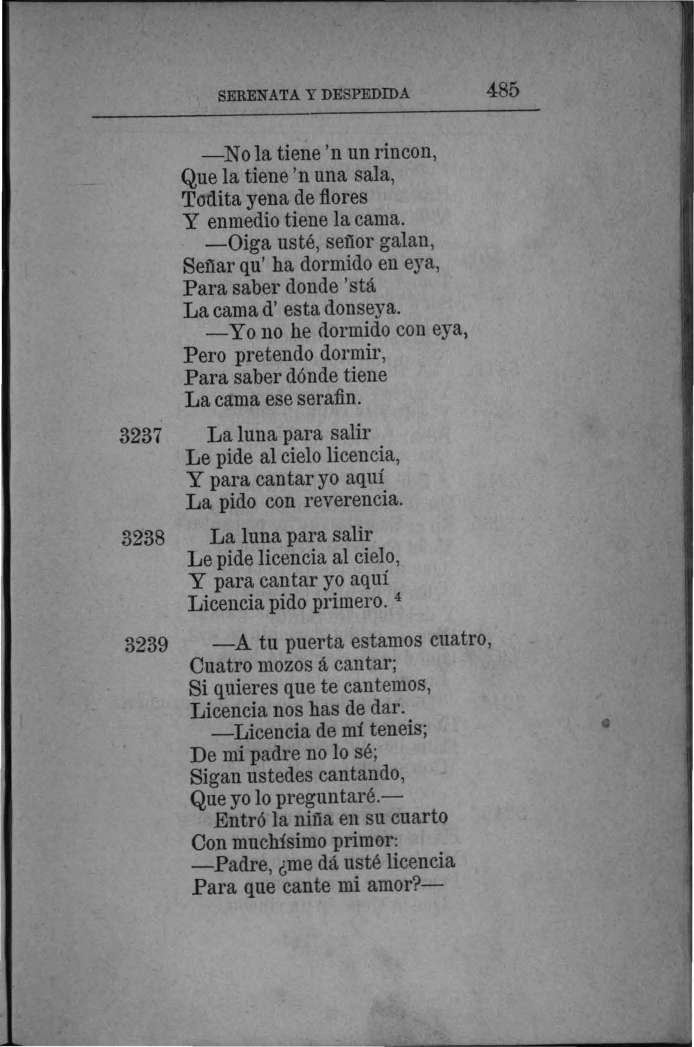 SERENATA Y DESPEDIDA 485
—No la tiene 'n un rincon,
Que la tiene 'n una sala,
Todita yena de flores
Y enmedio tiene la cama.
—Oiga usté, señor galan,
Señar qu' ha dormido en eya,
Para saber donde 'stá
La cama d' esta donseya.
—Yo no he dormido con eya,
Pero pretendo dormir,
Para saber dónde tiene
La cama ese serafin.
3237 La luna para salir
Le pide al cielo licencia,
Y para cantar yo aquí
La pido con reverencia.
3238 La luna para salir
Le pide licencia al cielo,
Y para cantar yo aquí
Licencia pido primero. 4
3239 —A tu puerta estamos cuatro,
Cuatro mozos á cantar;
Si quieres que te cantemos,
Licencia nos has de dar.
—Licencia de mí teneis;
De mi padre no lo sé;
Sigan ustedes cantando,
Que yo lo preguntaré.—
Entró la niña en su cuarto
Con muchísimo primor:
—Padre, ¿me dá usté licencia
Para que cante mi amor?—